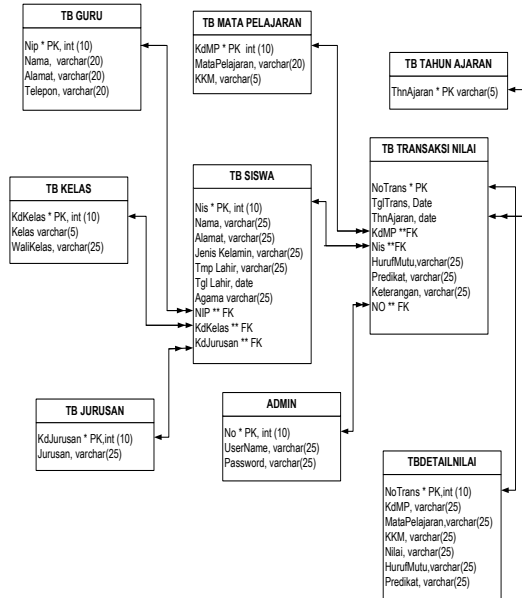 TB GURU
Nip * PK, int (10)
Nama,  varchar(20)
Alamat, varchar(20)
Telepon, varchar(20)
TB MATA PELAJARAN
KdMP * PK  int (10)
MataPelajaran, varchar(20)
KKM, varchar(5)
TB TAHUN AJARAN
ThnAjaran * PK varchar(5)
TB KELAS
KdKelas * PK, int (10)
Kelas varchar(5)
WaliKelas, varchar(25)
TB SISWA
Nis * PK, int (10)
Nama, varchar(25)
Alamat, varchar(25)
Jenis Kelamin, varchar(25)
Tmp Lahir, varchar(25)
Tgl Lahir, date
Agama varchar(25)
NIP ** FK
KdKelas ** FK
KdJurusan ** FK
TB TRANSAKSI NILAI
NoTrans * PK
TglTrans, Date
ThnAjaran, date
KdMP **FK
Nis **FK
HurufMutu,varchar(25)
Predikat, varchar(25)
Keterangan, varchar(25)
NO ** FK
TB JURUSAN
KdJurusan * PK,int (10)
Jurusan, varchar(25)
ADMIN
No * PK, int (10)
UserName, varchar(25)
Password, varchar(25)
TBDETAILNILAI
NoTrans * PK,int (10)
KdMP, varchar(25)
MataPelajaran,varchar(25)
KKM, varchar(25)
Nilai, varchar(25)
HurufMutu,varchar(25)
Predikat, varchar(25)